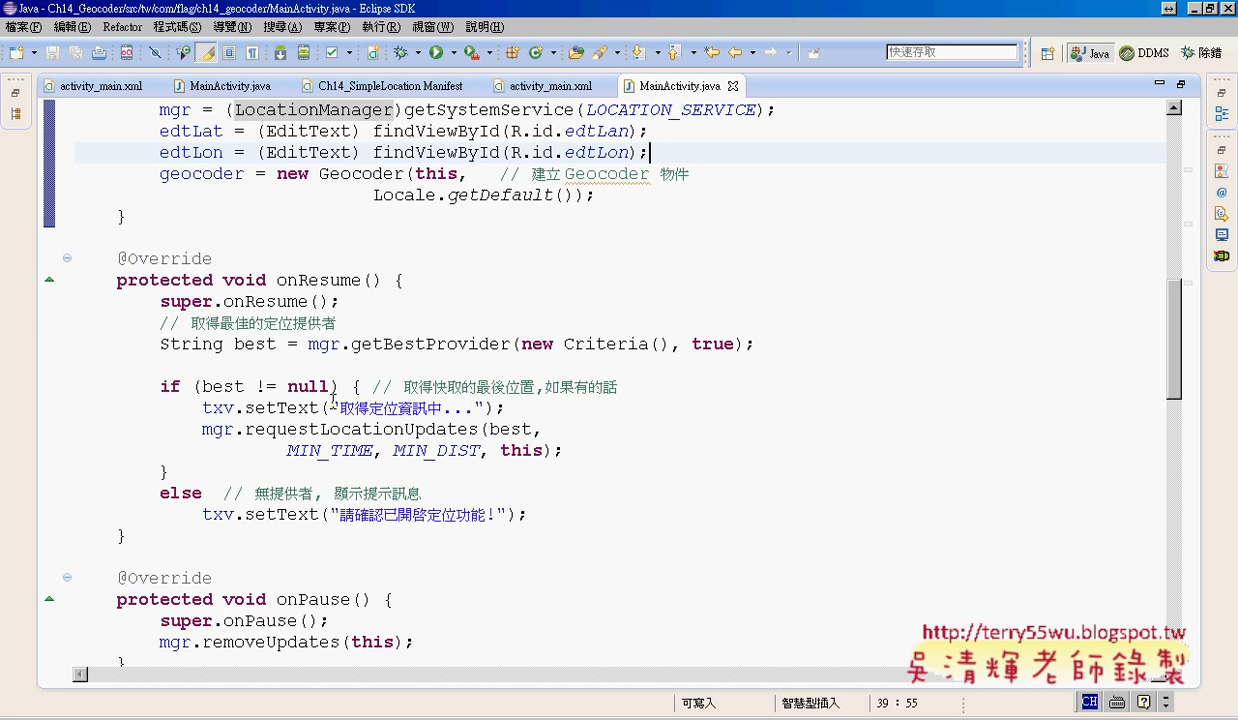 Java - Ch14_Geocoder/src/tw/com/flag/ch14_geocoder/MainActivity.java - Eclipse SDK
檔案(F) 編輯(E) Refactor 程式碼(S) 導覽(N) 搜尋(A) 專案(P) 執行(R) 視窗(W) 說明(H)
快速存取 Java DDMS 除錯
activity_main.xml MainActivity.java Ch14_SimpleLocation Manifest activity_main.xml MainActivity.java
mgr = (LocationManager)getSystemService(LOCATION_SERVICE);
edtLat = (EditText) findViewById(R.id.edtLan);
edtLon = (EditText) findViewById(R.id.edtLon);
geocoder = new Geocoder(this, // 建立 Geocoder 物件
Locale.getDefault());
}
@Override
protected void onResume() {
super.onResume();
// 取得最佳的定位提供者
String best = mgr.getBestProvider(new Criteria(), true);
if (best != null) { // 取得快取的最後位置,如果有的話
txv.setText("取得定位資訊中...");
mgr.requestLocationUpdates(best,
MIN_TIME, MIN_DIST, this);
}
else // 無提供者, 顯示提示訊息
txv.setText("請確認已開啓定位功能!");
}
@Override
protected void onPause() {
super.onPause();
mgr.removeUpdates(this);
}
http://terry55wu.blogspot.tw
吳清輝老師錄製
可寫入 智慧型插入 39 : 55 CH